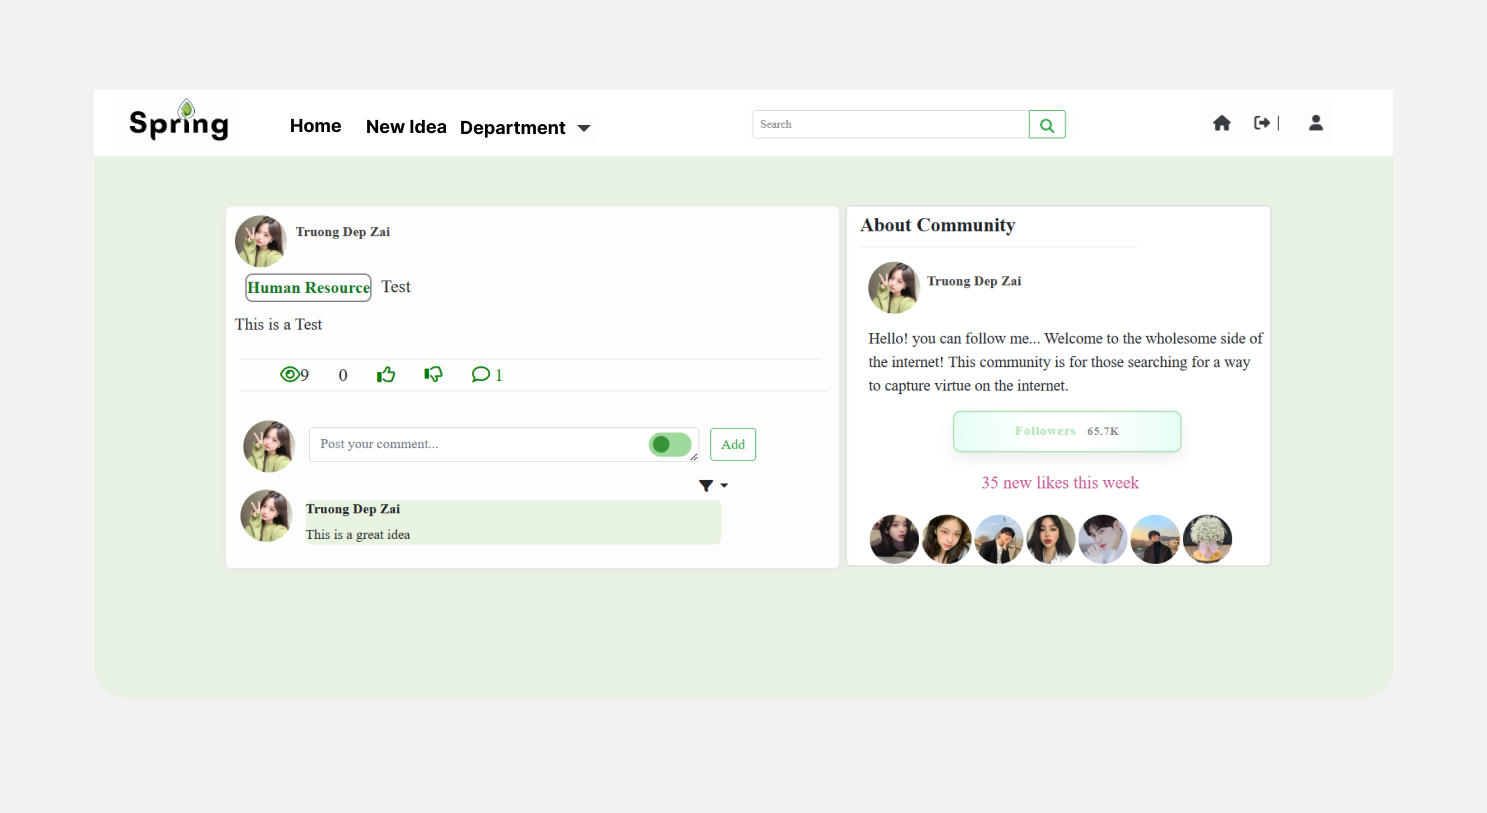 Spring
Home New Idea Department
Search
|
Truong Dep Zai
Human Resource Test
This is a Test
9 0 1
Post your comment...
Add
Truong Dep Zai
This is a great idea
About Community
Truong Dep Zai
Hello! you can follow me... Welcome to the wholesome side of
the internet! This community is for those searching for a way
to capture virtue on the internet.
Followers 65.7K
35 new likes this week